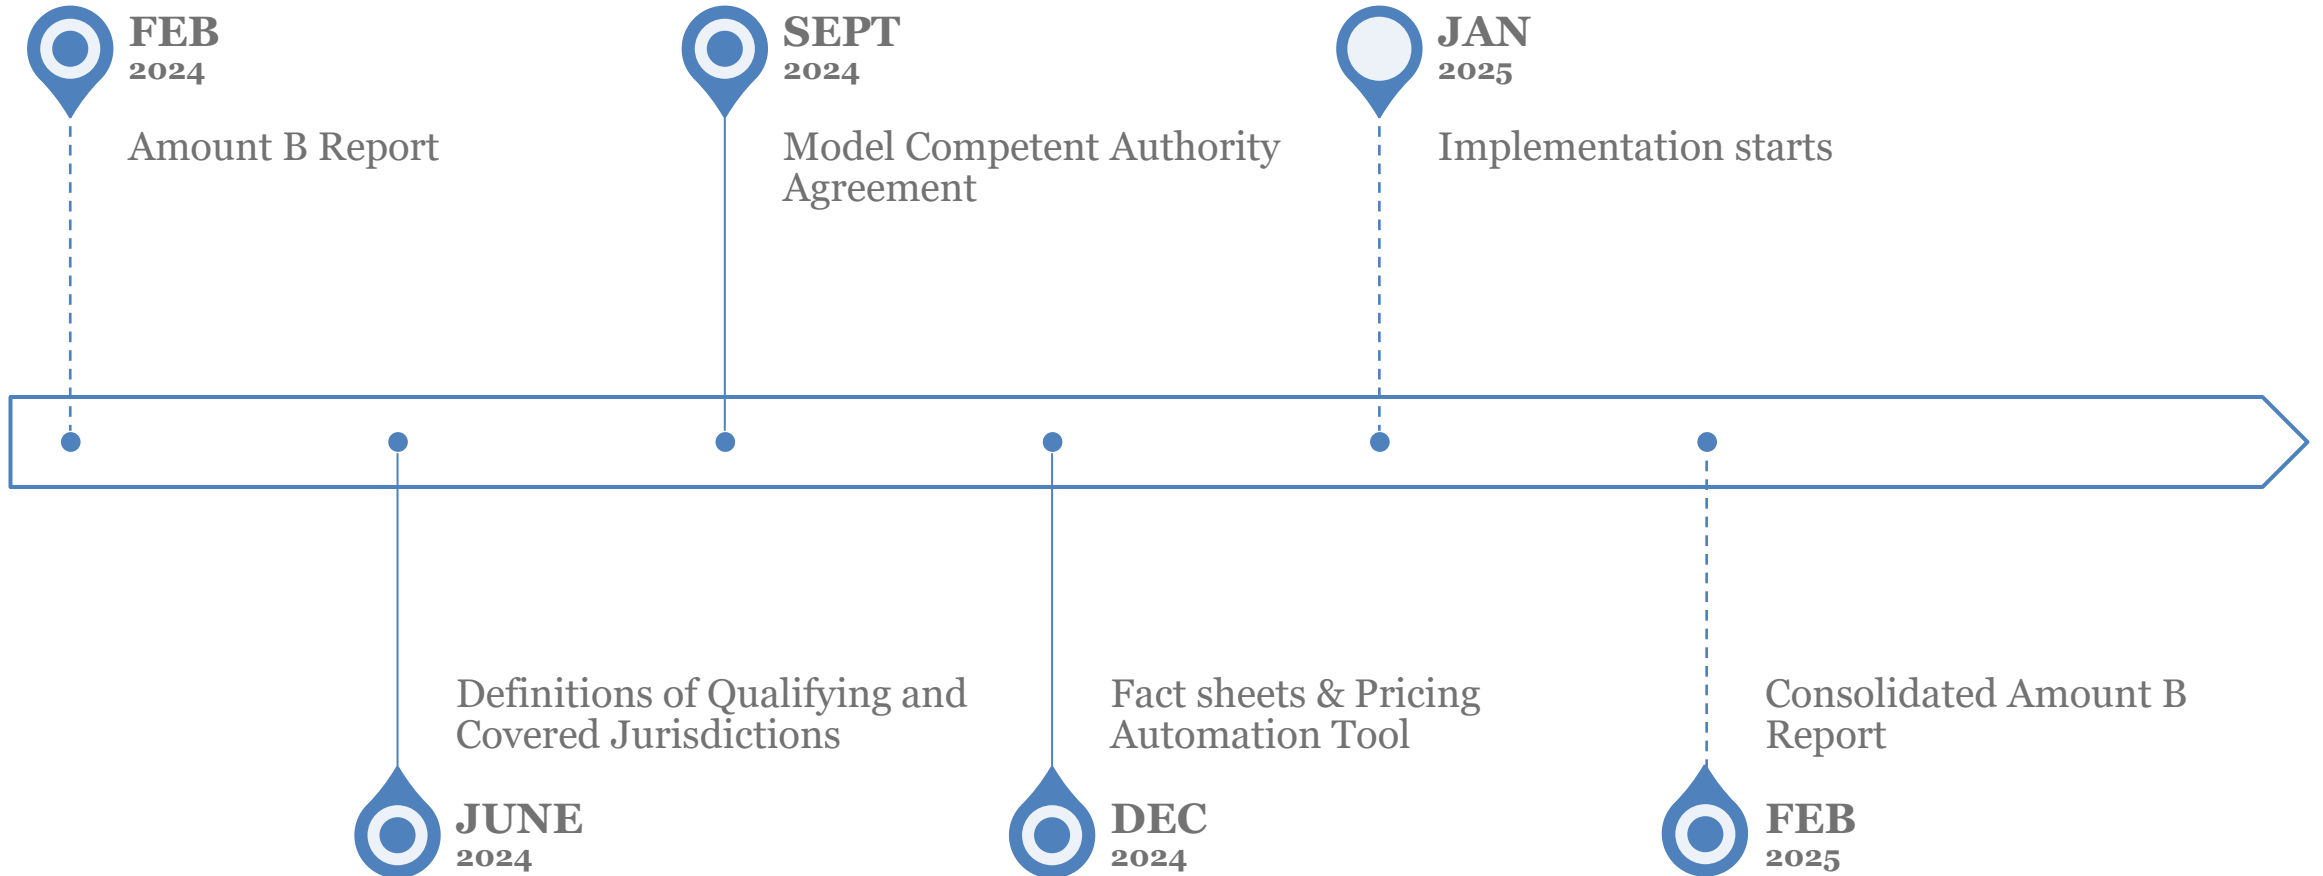 FEB
2024
Amount B Report
SEPT
2024
Model Competent Authority
Agreement
JAN
2025
Implementation starts
Definitions of Qualifying and
Covered Jurisdictions
JUNE
2024
Fact sheets & Pricing
Automation Tool
DEC
2024
Consolidated Amount B
Report
FEB
2025